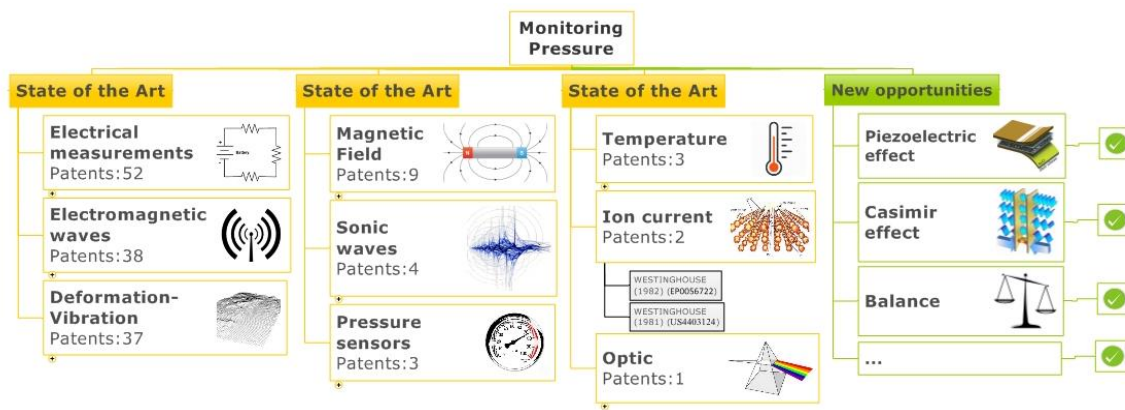 Monitoring
Pressure
State of the Art
Electrical
measurements
Patents:52
Electromagnetic
waves
Patents:38
Deformation-
Vibration
Patents:37
State of the Art
Magnetic
Field
Patents:9
Sonic
waves
Patents:4
Pressure
sensors
Patents:3
State of the Art
Temperature
Patents:3
Ion current
Patents:2
WESTINGHOUSE
(1982) (EP0056722)
WESTINGHOUSE
(1981) (US4403124)
Optic
Patents:1
New opportunities
Piezoelectric
effect
Casimir
effect
Balance
...